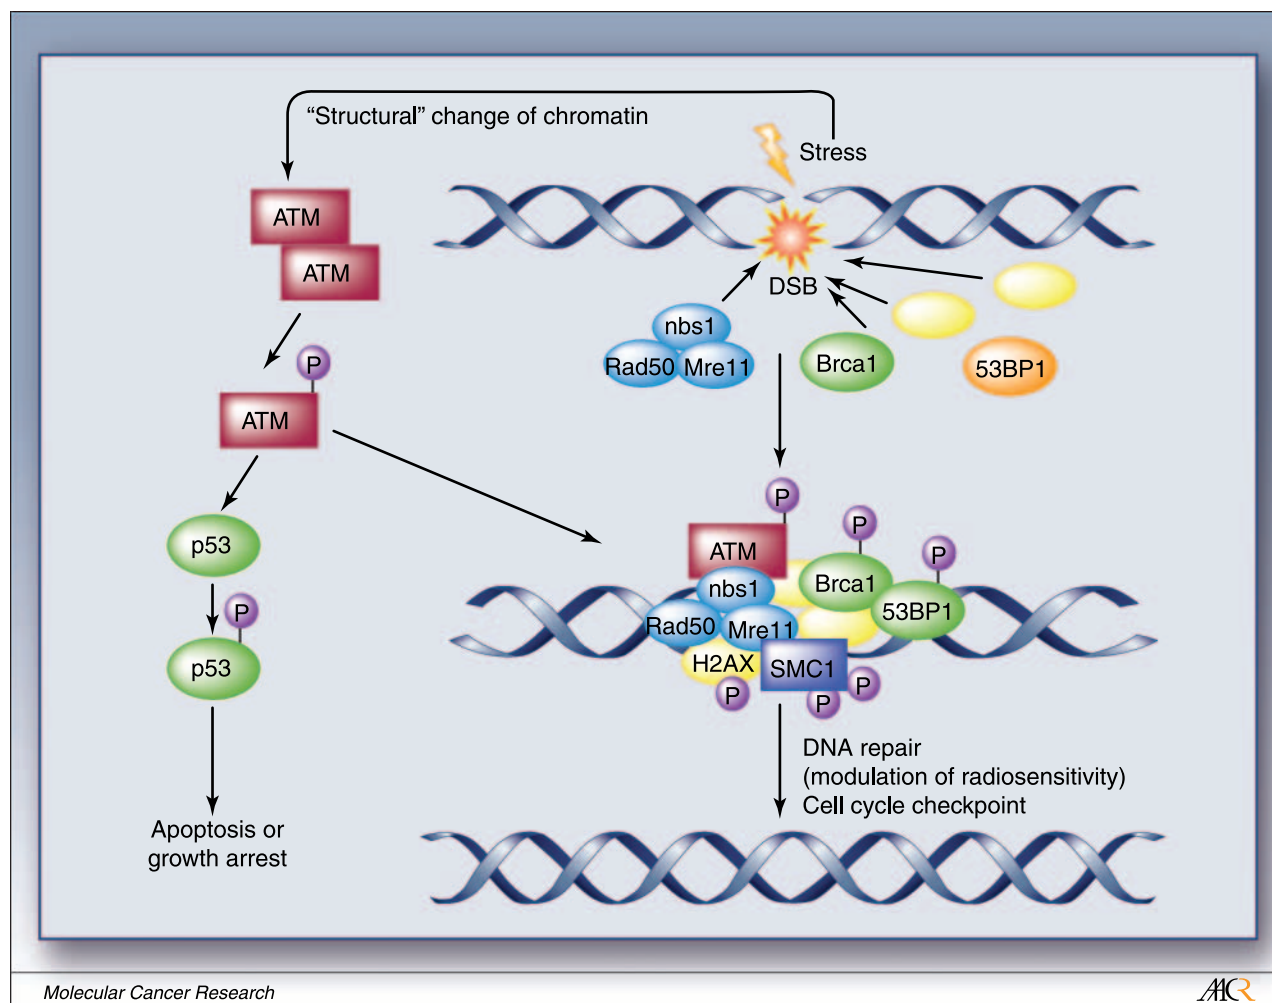 “Structural” change of chromatin
Stress
ATM
ATM
DSB
nbs1
Rad50
Mre11
Brca1
53BP1
P
ATM
p53
P
p53
Apoptosis or
growth arrest
P
P
P
ATM
nbs1
Brca1
53BP1
Rad50
Mre11
H2AX
SMC1
P
P
P
DNA repair
(modulation of radiosensitivity)
Cell cycle checkpoint
Molecular Cancer Research
AACR